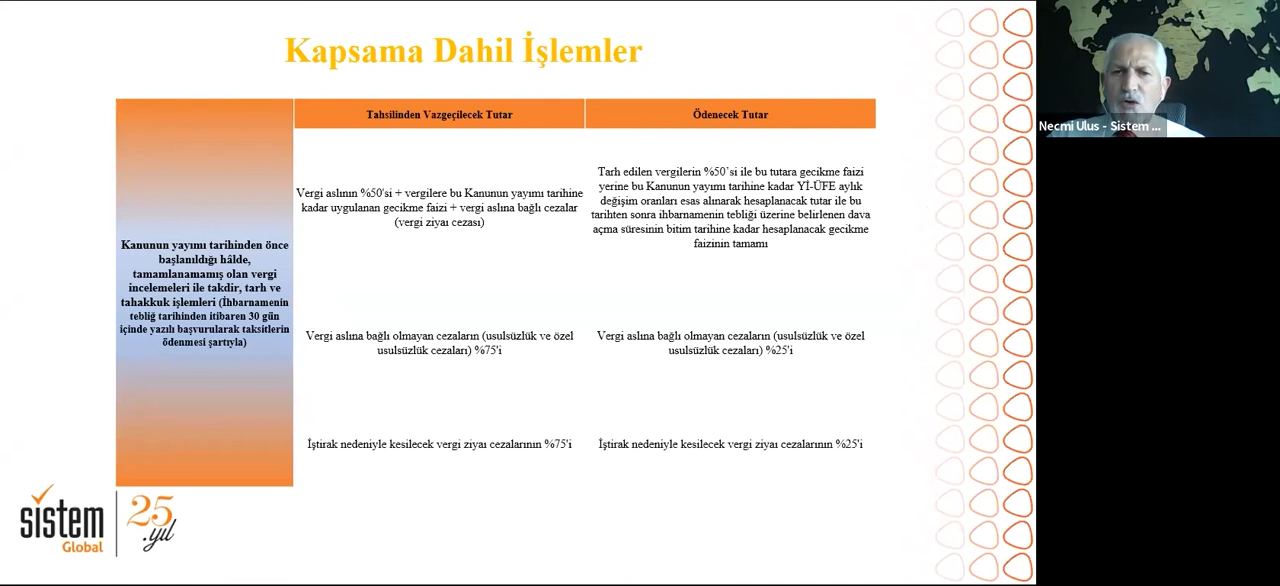 Kapsama Dahil İşlemler
Tahsilinden Vazgeçilecek Tutar
Ödenecek Tutar
Kanunun yayımı tarihinden önce
başlanıldığı hâlde,
tamamlanamamış olan vergi
incelemeleri ile takdir, tarh ve
tahakkuk işlemleri (İhbarnamenin
tebliğ tarihinden itibaren 30 gün
içinde yazılı başvurularak taksitlerin
ödenmesi şartıyla)
Vergi aslının %50'si + vergilere bu Kanunun yayımı tarihine
kadar uygulanan gecikme faizi + vergi aslına bağlı cezalar
(vergi ziyaı cezası)
Tarh edilen vergilerin %50’si ile bu tutara gecikme faizi
yerine bu Kanunun yayımı tarihine kadar Yİ-ÜFE aylık
değişim oranları esas alınarak hesaplanacak tutar ile bu
tarihten sonra ihbarnamenin tebliği üzerine belirlenen dava
açma süresinin bitim tarihine kadar hesaplanacak gecikme
faizinin tamamı
Vergi aslına bağlı olmayan cezaların (usulsüzlük ve özel
usulsüzlük cezaları) %75'i
Vergi aslına bağlı olmayan cezaların (usulsüzlük ve özel
usulsüzlük cezaları) %25'i
İştirak nedeniyle kesilecek vergi ziyaı cezalarının %75'i
İştirak nedeniyle kesilecek vergi ziyaı cezalarının %25'i
sistem
Global
25
.yıl
Necmi Ulus - Sistem ...